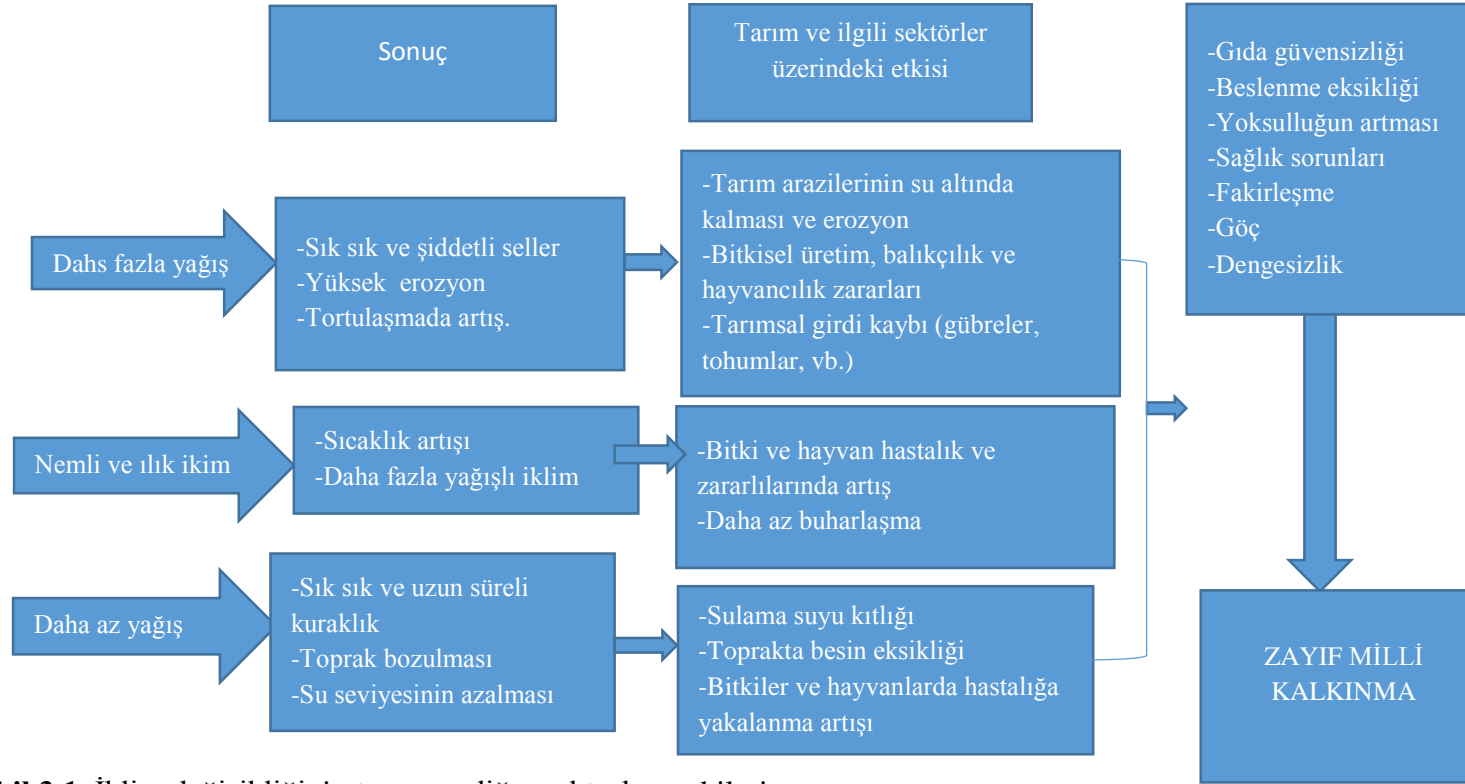 Sonuç
Tarım ve ilgili sektörler
üzerindeki etkisi
Dahs fazla yağış
-Sık sık ve şiddetli seller
-Yüksek erozyon
-Tortulaşmada artış.
-Tarım arazilerinin su altında
kalması ve erozyon
-Bitkisel üretim, balıkçılık ve
hayvancılık zararları
-Tarımsal girdi kaybı (gübreler,
tohumlar, vb.)
Nemli ve ılık ikim
-Sıcaklık artışı
-Daha fazla yağışlı iklim
-Bitki ve hayvan hastalık ve
zararlılarında artış
-Daha az buharlaşma
Daha az yağış
-Sık sık ve uzun süreli
kuraklık
-Toprak bozulması
-Su seviyesinin azalması
-Sulama suyu kıtlığı
-Toprakta besin eksikliği
-Bitkiler ve hayvanlarda hastalığa
yakalanma artışı
-Gıda güvensizliği
-Beslenme eksikliği
-Yoksulluğun artması
-Sağlık sorunları
-Fakirleşme
-Göç
-Dengesizlik
ZAYIF MİLLİ
KALKINMA